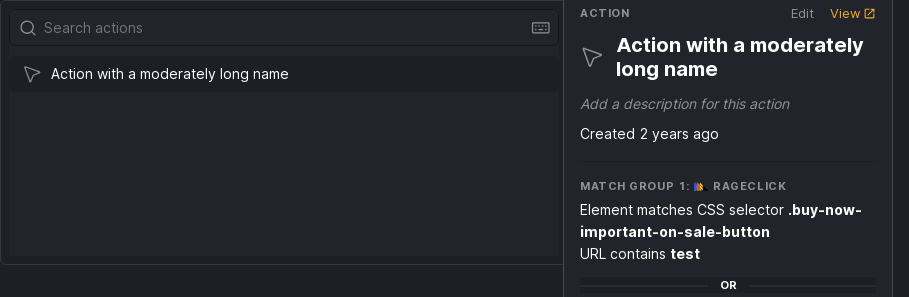 Search actions
Action with a moderately long name
ACTION
Edit
View
Action with a moderately
long name
Add a description for this action
Created 2 years ago
MATCH GROUP 1: RAGECLICK
Element matches CSS selector .buy-now-
important-on-sale-button
URL contains test
OR